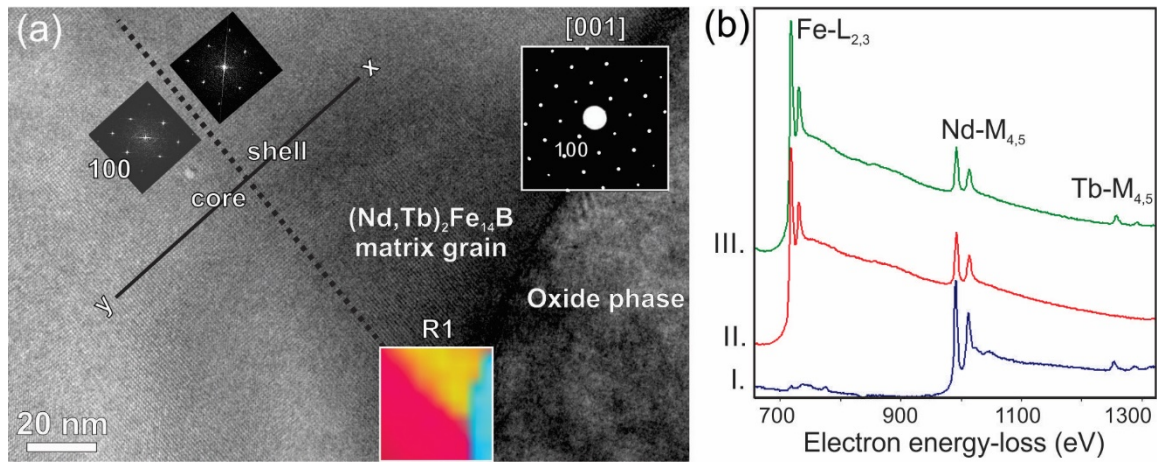 (a)
[001]
100
x
100
shell
core
(Nd,Tb)₂Fe₁₄B
matrix grain
y
Oxide phase
R1
20 nm
(b)
Fe-L₂,₃
Nd-M₄,₅
Tb-M₄,₅
III.
II.
I.
700 900 1100 1300
Electron energy-loss (eV)